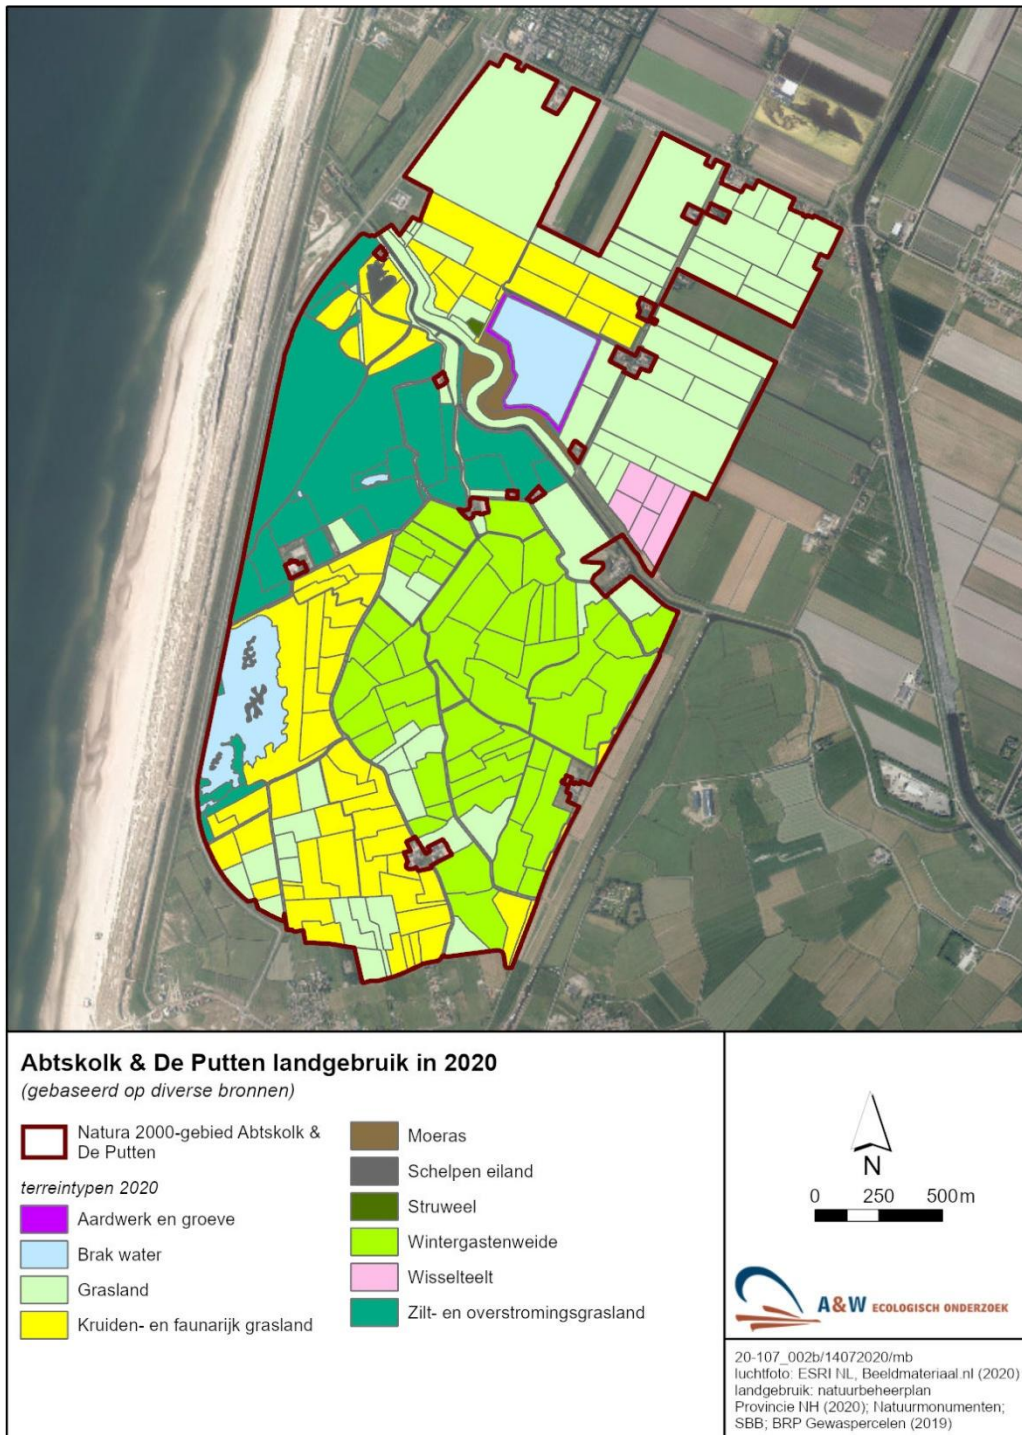 Abtskolk & De Putten landgebruik in 2020
(gebaseerd op diverse bronnen)
Natura 2000-gebied Abtskolk &
De Putten
terreintypen 2020
Aardwerk en groeve
Brak water
Grasland
Kruiden- en faunarijk grasland
Moeras
Schelpen eiland
Struweel
Wintergastenweide
Wisselteelt
Zilt- en overstromingsgrasland
N
0 250 500m
A&W ECOLOGISCH ONDERZOEK
20-107_002b/14072020/mb
luchtfoto: ESRI NL, Beeldmateriaal.nl (2020)
landgebruik: natuurbeheerplan
Provincie NH (2020); Natuurmonumenten;
SBB; BRP Gewaspercelen (2019)